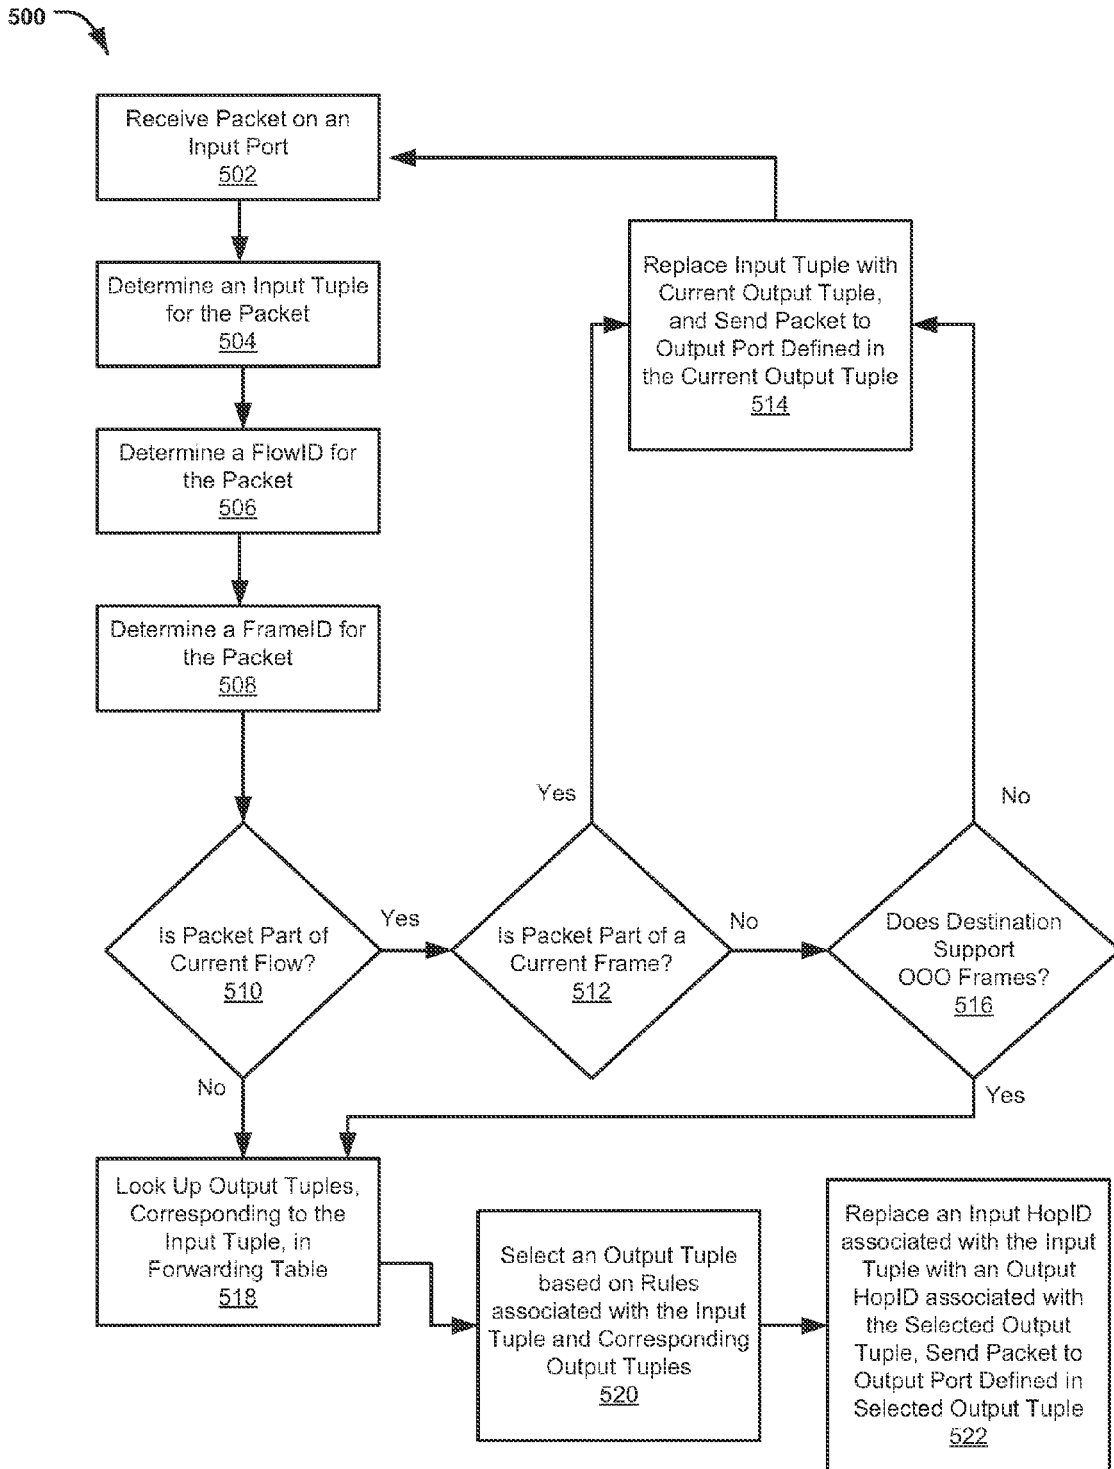 500
Receive Packet on an
Input Port
502
Determine an Input Tuple
for the Packet
504
Determine a FlowID for
the Packet
506
Determine a FrameID for
the Packet
508
Replace Input Tuple with
Current Output Tuple,
and Send Packet to
Output Port Defined in
the Current Output Tuple
514
Is Packet Part of
Current Flow?
510
Yes
No
Is Packet Part of a
Current Frame?
512
Yes
No
Does Destination
Support
OOO Frames?
516
No
Yes
Look Up Output Tuples,
Corresponding to the
Input Tuple, in
Forwarding Table
518
Select an Output Tuple
based on Rules
associated with the Input
Tuple and Corresponding
Output Tuples
520
Replace an Input HopID
associated with the Input
Tuple with an Output
HopID associated with
the Selected Output
Tuple, Send Packet to
Output Port Defined in
Selected Output Tuple
522